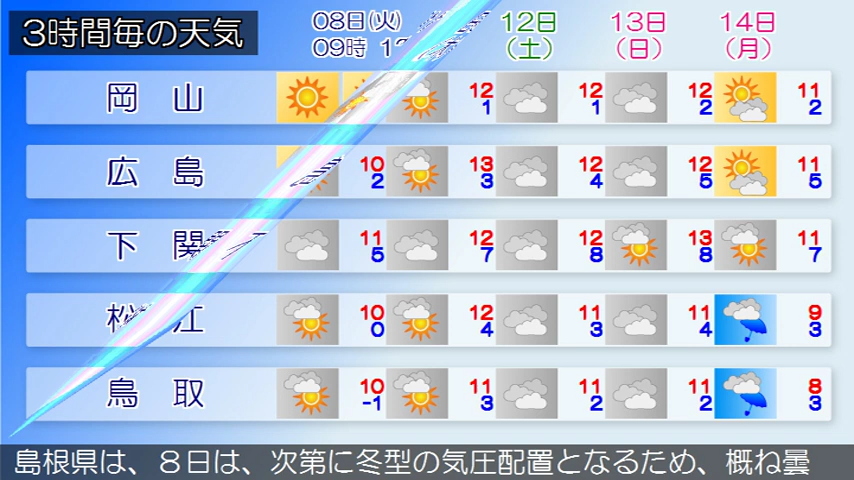 3時間毎の天気
08日(火)
09時 12
12日 13日 14日
(土) (日) (月)
岡山 12 1 12 1 12 2 11 2
広島 10 2 13 3 12 4 12 5 11 5
下関 11 5 12 7 12 8 13 8 11 7
松江 10 0 12 4 11 3 11 4 9 3
鳥取 10 -1 11 3 11 2 11 2 8 3
島根県は、８日は、次第に冬型の気圧配置となるため、概ね曇